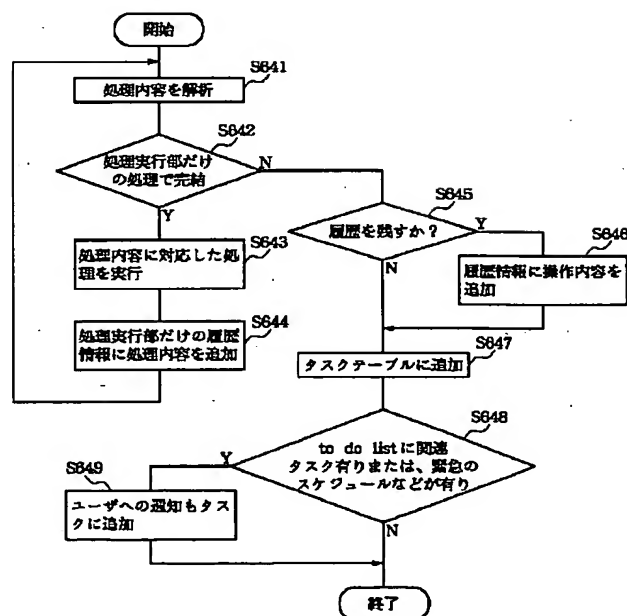 開始
S641
処理内容を解析
S642
処理実行部だけ
の処理で完結
N
Y
S643
処理内容に対応した処
理を実行
S644
処理実行部だけの履歴
情報に処理内容を追加
S645
履歴を残すか？
Y
N
S646
履歴情報に操作内容を
追加
S647
タスクテーブルに追加
S648
to do listに関連
タスク有りまたは、緊急の
スケジュールなどが有り
Y
N
S649
ユーザへの通知もタス
クに追加
終了